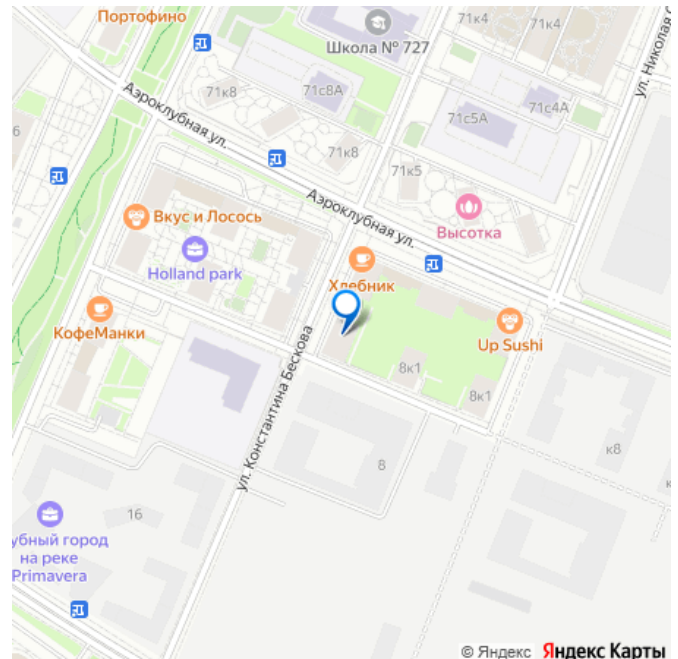 Портофино
71к4
71к4
Школа № 727
ул. Николая С
71к8
71с8А
71с5А
71с4А
Аэроклубная ул.
6
71к8
71к5
Аэроклубная ул.
Вкус и Лосось
Высотка
Holland park
Хлебник
КофеМанки
Up Sushi
8к1
8к1
ул. Константина Бескова
к8
8
к
16
убный город
на реке
Primavera
© Яндекс Яндекс Карты